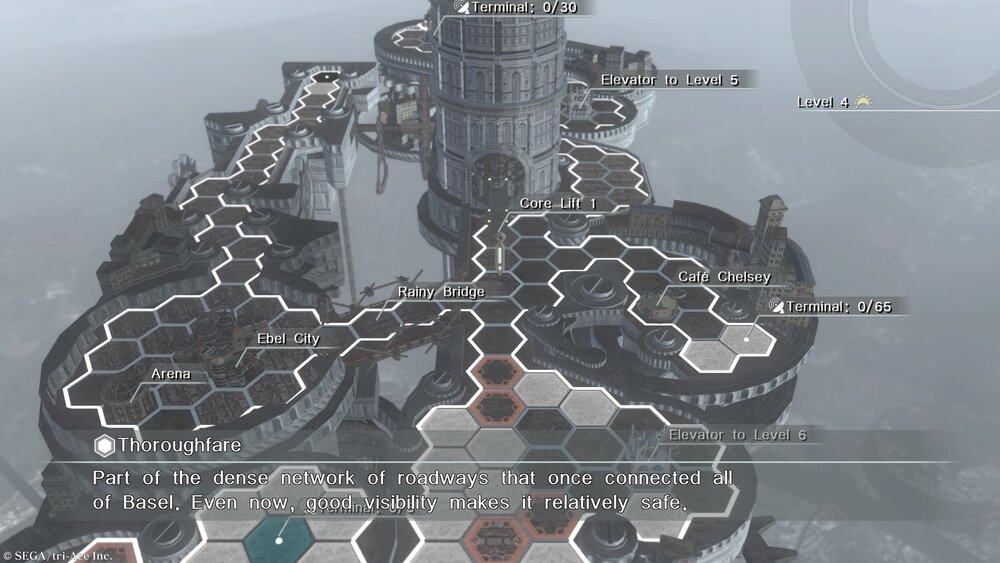 Terminal: 0/30
Elevator to Level 5
Level 4
Core Lift 1
Café Chelsey
Rainy Bridge
Terminal: 0/65
Ebel City
Arena
Elevator to Level 6
Thoroughfare
Part of the dense network of roadways that once connected all
of Basel. Even now, good visibility makes it relatively safe.
© SEGA/tri-Ace Inc.